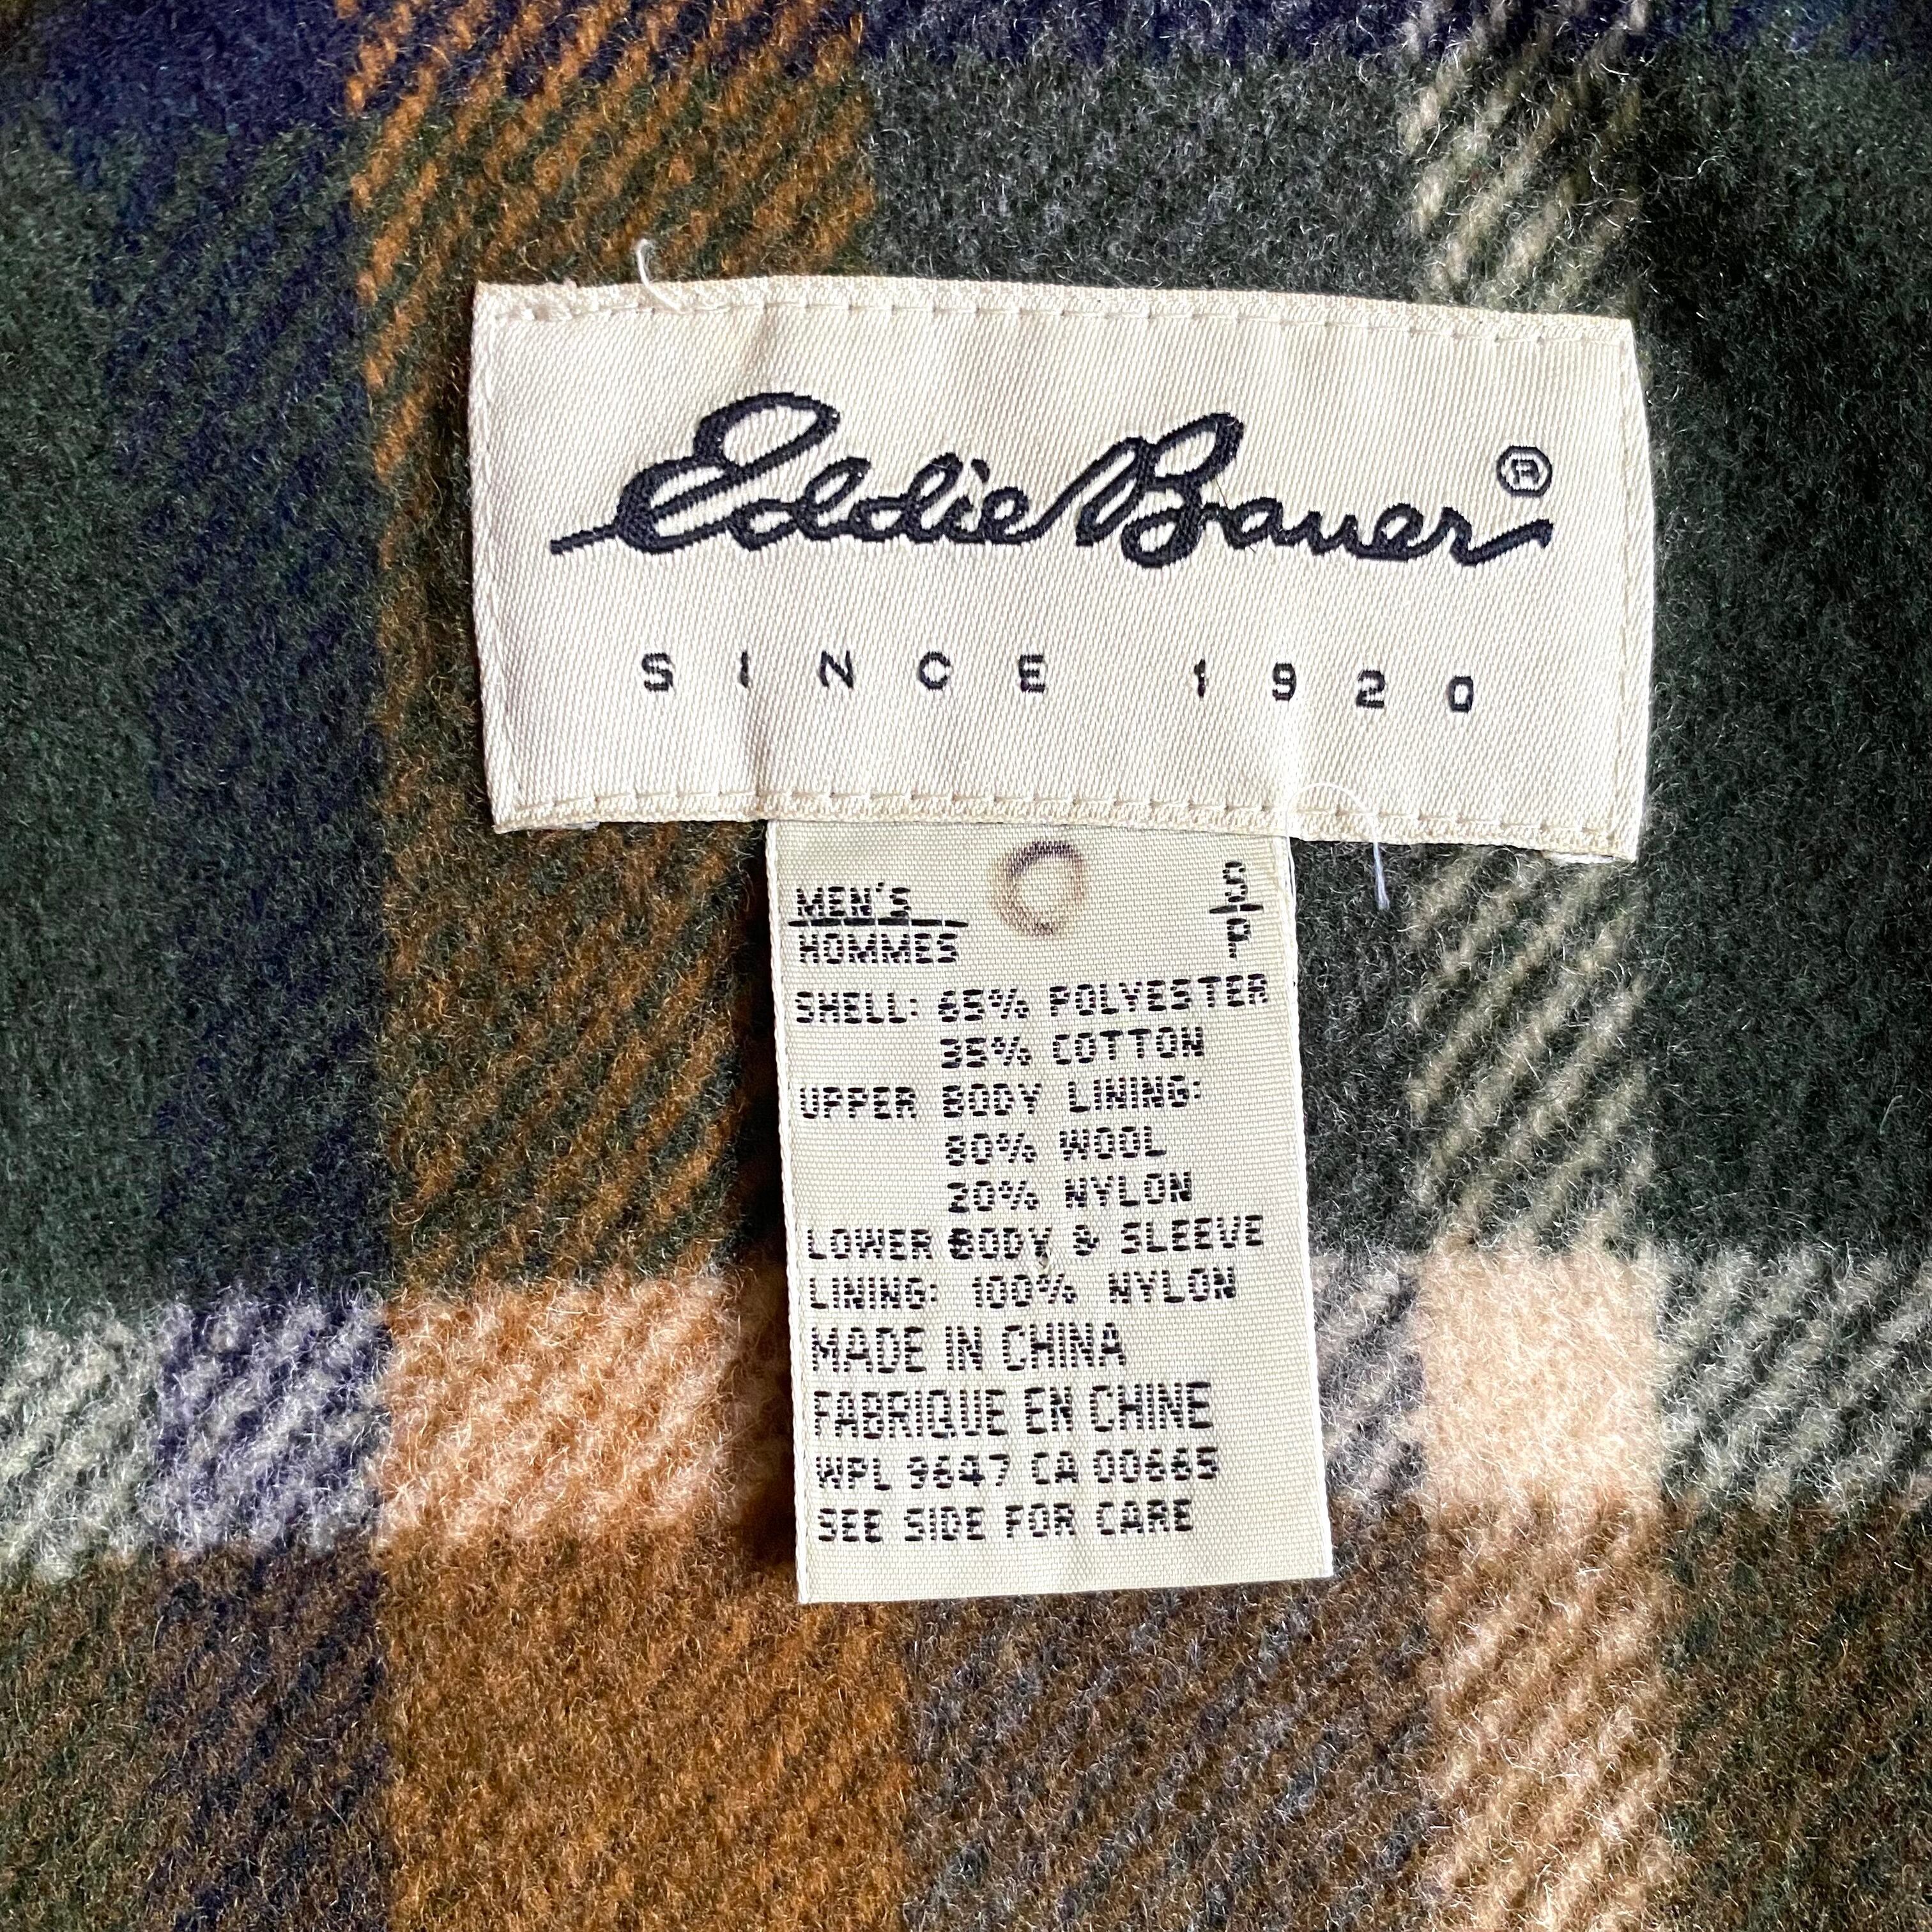 Eddie Bauer®
SINCE 1920
MEN'S
HOMMES
S/P
SHELL: 65% POLYESTER
35% COTTON
UPPER BODY LINING:
80% WOOL
20% NYLON
LOWER BODY & SLEEVE
LINING: 100% NYLON
MADE IN CHINA
FABRIQUE EN CHINE
WPL 9647 CA 00665
SEE SIDE FOR CARE